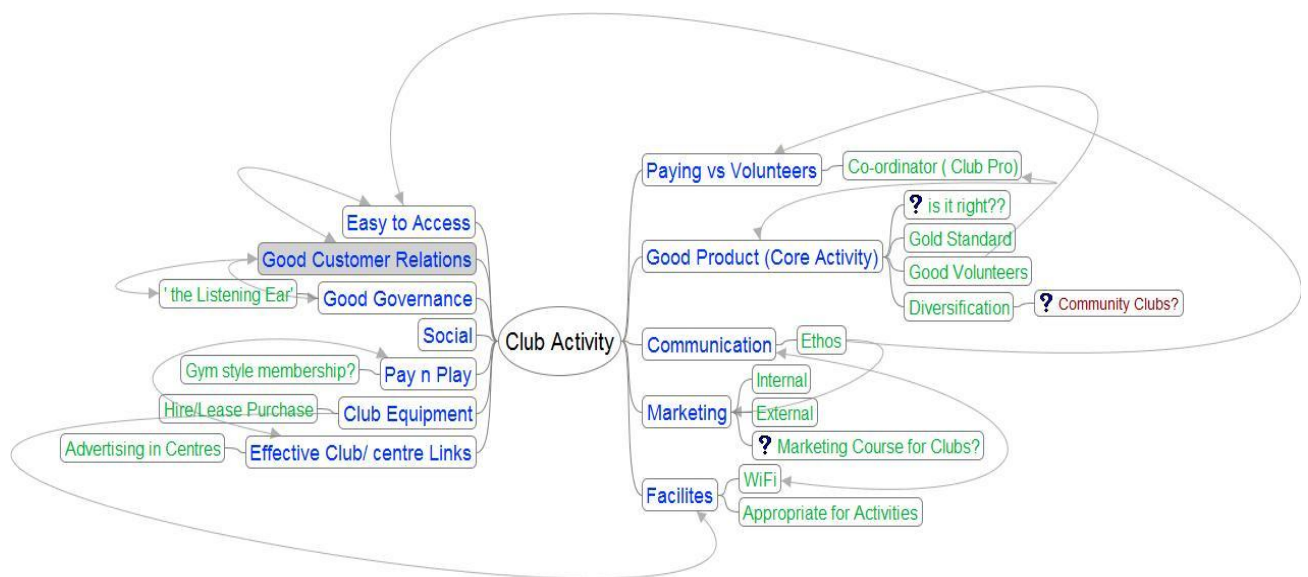 Club Activity
Easy to Access
Good Customer Relations
Good Governance
' the Listening Ear'
Social
Pay n Play
Gym style membership?
Club Equipment
Hire/Lease Purchase
Effective Club/ centre Links
Advertising in Centres
Paying vs Volunteers
Co-ordinator ( Club Pro)
Good Product (Core Activity)
? is it right??
Gold Standard
Good Volunteers
Diversification
? Community Clubs?
Communication
Ethos
Marketing
Internal
External
? Marketing Course for Clubs?
Facilites
WiFi
Appropriate for Activities